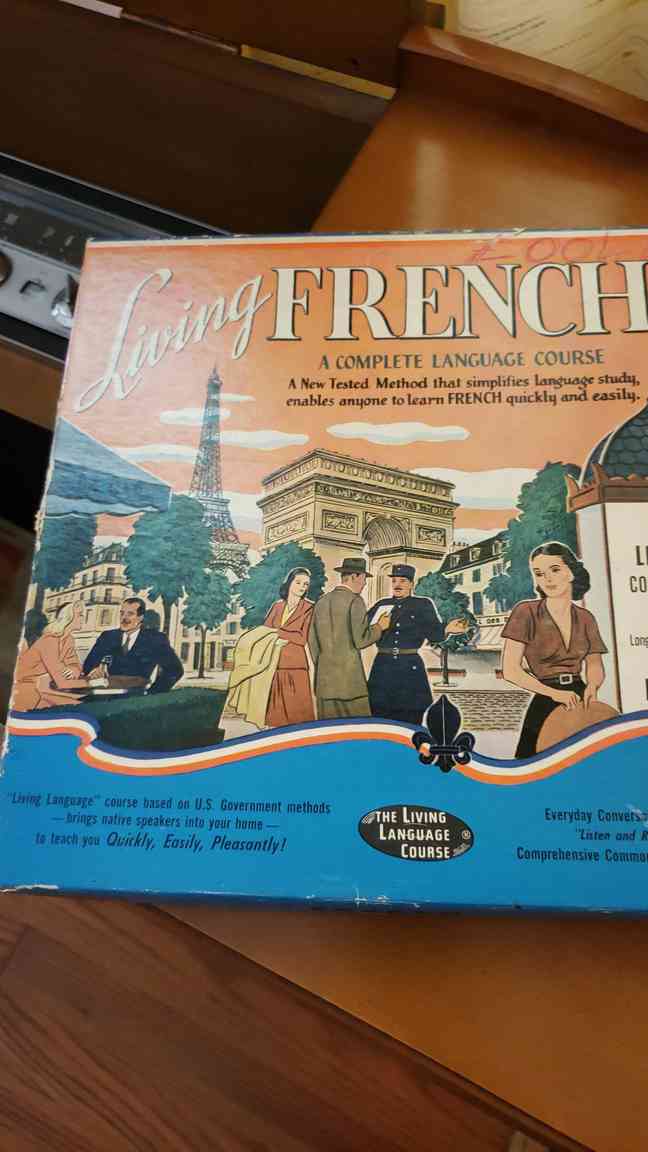 Living FRENCH
A COMPLETE LANGUAGE COURSE
A New Tested Method that simplifies language study,
enables anyone to learn FRENCH quickly and easily.
CO
"Living Language" course based on U.S. Government methods
— brings native speakers into your home —
to teach you Quickly, Easily, Pleasantly!
THE LIVING
LANGUAGE ®
COURSE
Everyday
"Listen and
Comprehensive